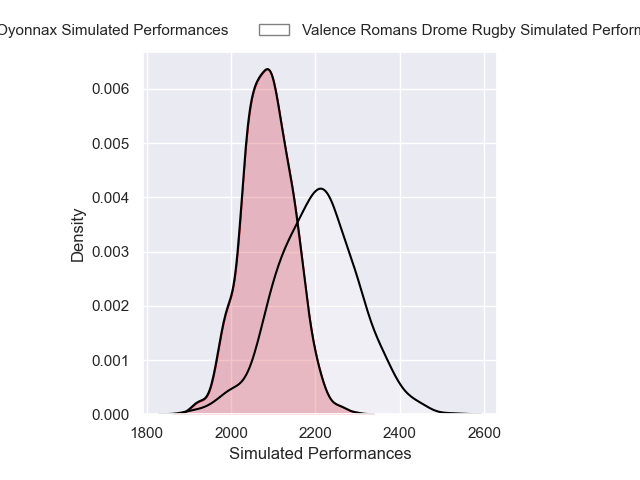 Oyonnax Simulated Performances
Valence Romans Drome Rugby Simulated Perform
0.006
0.005
0.004
0.003
0.002
0.001
0.000
Density
1800 2000 2200 2400 2600
Simulated Performances